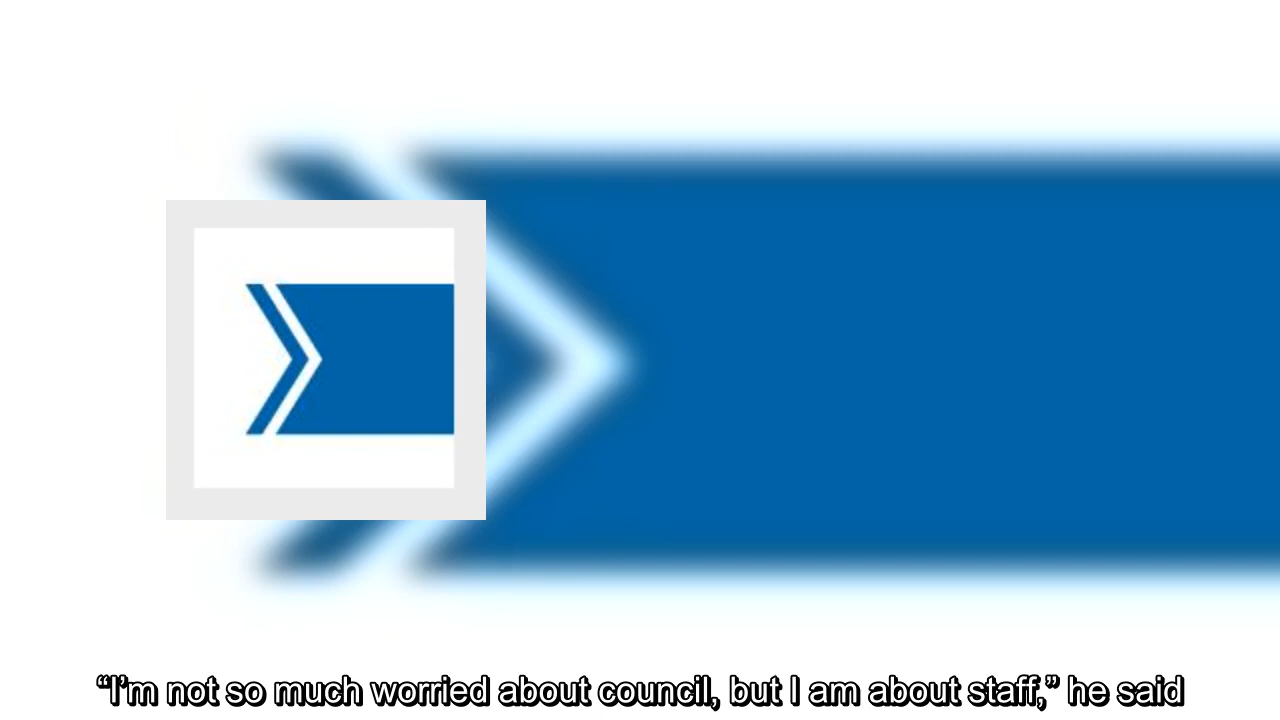 “I’m not so much worried about council, but I am about staff,” he said